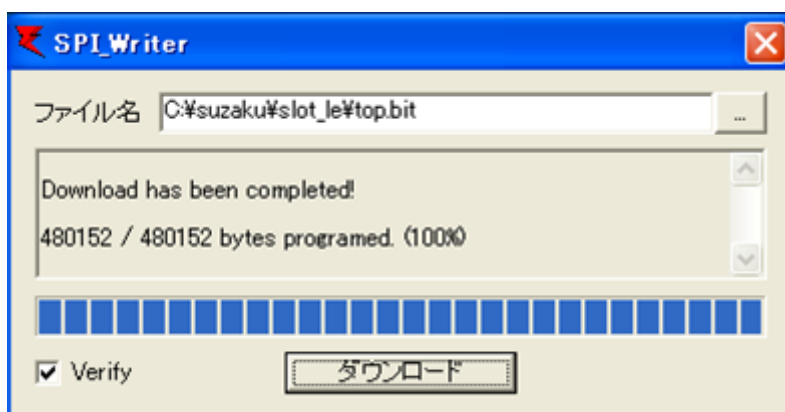 SPI_Writer
ファイル名 C:¥suzaku¥slot_le¥top.bit ...
Download has been completed!
480152 / 480152 bytes programed. (100%)
Verify ダウンロード